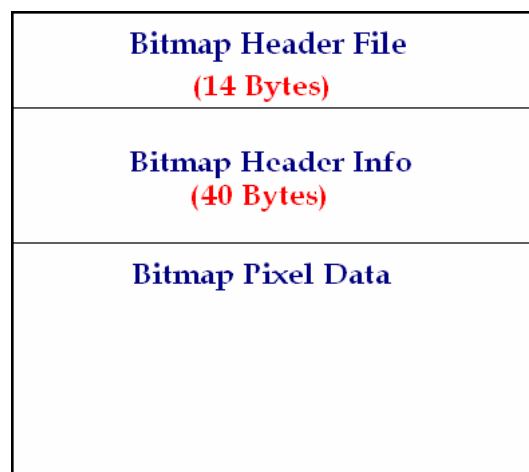 Bitmap Header File
(14 Bytes)
Bitmap Header Info
(40 Bytes)
Bitmap Pixel Data